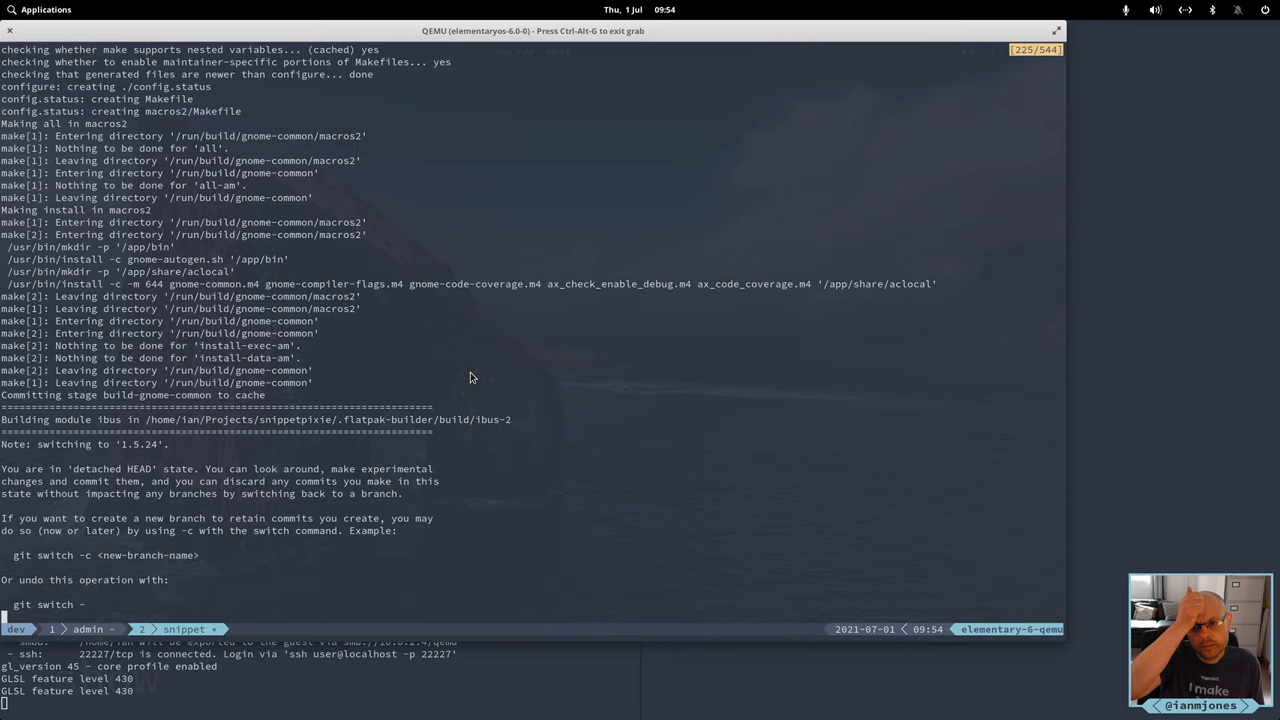 Applications
Thu, 1 Jul 09:54
QEMU (elementaryos-6.0-0) - Press Ctrl-Alt-G to exit grab
checking whether make supports nested variables... (cached) yes
[225/544]
checking whether to enable maintainer-specific portions of Makefiles... yes
checking that generated files are newer than configure... done
configure: creating ./config.status
config.status: creating Makefile
config.status: creating macros2/Makefile
Making all in macros2
make[1]: Entering directory '/run/build/gnome-common/macros2'
make[1]: Nothing to be done for 'all'.
make[1]: Leaving directory '/run/build/gnome-common/macros2'
make[1]: Entering directory '/run/build/gnome-common'
make[1]: Nothing to be done for 'all-am'.
make[1]: Leaving directory '/run/build/gnome-common'
Making install in macros2
make[1]: Entering directory '/run/build/gnome-common/macros2'
make[2]: Entering directory '/run/build/gnome-common/macros2'
/usr/bin/mkdir -p '/app/bin'
/usr/bin/install -c gnome-autogen.sh '/app/bin'
/usr/bin/mkdir -p '/app/share/aclocal'
/usr/bin/install -c -m 644 gnome-common.m4 gnome-compiler-flags.m4 gnome-code-coverage.m4 ax_check_enable_debug.m4 ax_code_coverage.m4 '/app/share/aclocal'
make[2]: Leaving directory '/run/build/gnome-common/macros2'
make[1]: Leaving directory '/run/build/gnome-common/macros2'
make[1]: Entering directory '/run/build/gnome-common'
make[2]: Entering directory '/run/build/gnome-common'
make[2]: Nothing to be done for 'install-exec-am'.
make[2]: Nothing to be done for 'install-data-am'.
make[2]: Leaving directory '/run/build/gnome-common'
make[1]: Leaving directory '/run/build/gnome-common'
Committing stage build-gnome-common to cache
========================================================================
Building module ibus in /home/ian/Projects/snippetpixie/.flatpak-builder/build/ibus-2
========================================================================
Note: switching to '1.5.24'.
You are in 'detached HEAD' state. You can look around, make experimental
changes and commit them, and you can discard any commits you make in this
state without impacting any branches by switching back to a branch.
If you want to create a new branch to retain commits you create, you may
do so (now or later) by using -c with the switch command. Example:
git switch -c <new-branch-name>
Or undo this operation with:
git switch -
dev 1 admin - 2 snippet *
2021-07-01 09:54 elementary-6-qemu
- ssh: 22227/tcp is connected. Login via 'ssh user@localhost -p 22227'
gl_version 45 - core profile enabled
GLSL feature level 430
GLSL feature level 430
I make
@ianmjones